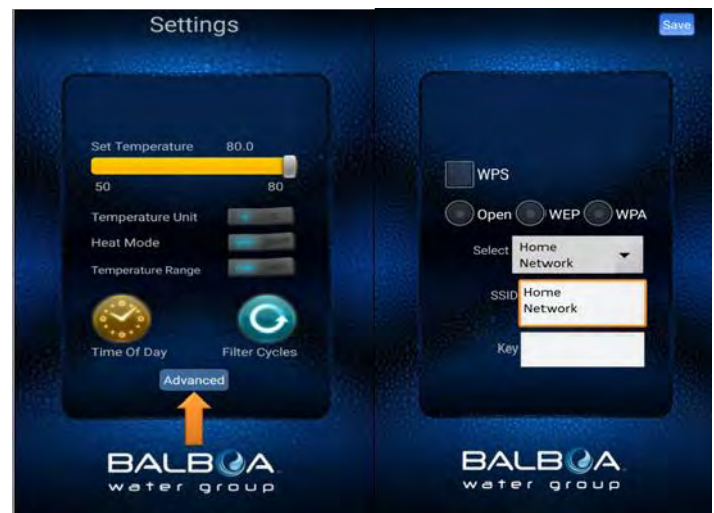 Settings
Set Temperature 80.0
50 80
Temperature Unit
Heat Mode
Temperature Range
Time Of Day Filter Cycles
Advanced
BALBOA
water group
Save
WPS
Open WEP WPA
Select Home
Network
SSID Home
Network
Key
BALBOA
water group